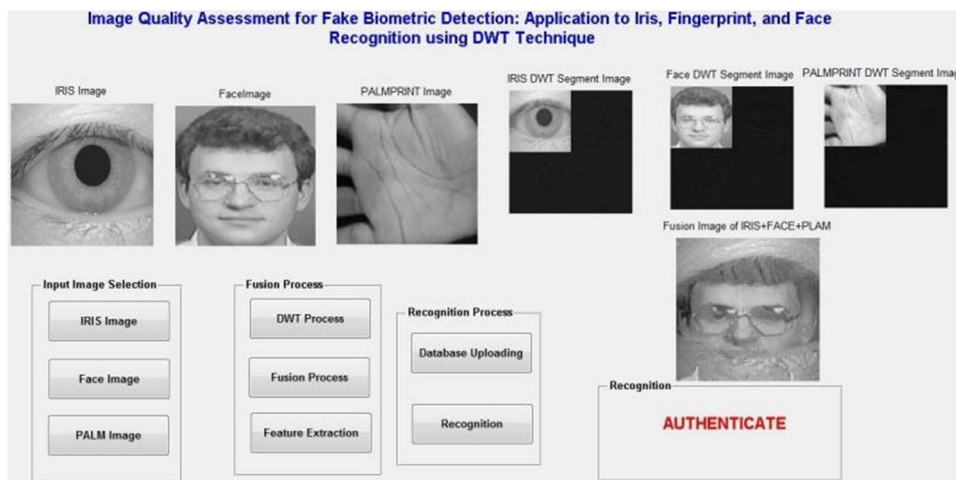 Image Quality Assessment for Fake Biometric Detection: Application to Iris, Fingerprint, and Face
Recognition using DWT Technique
IRIS Image
FaceImage
PALMPRINT Image
IRIS DWT Segment Image
Face DWT Segment Image
PALMPRINT DWT Segment Imag
Fusion Image of IRIS+FACE+PLAM
Input Image Selection
IRIS Image
Face Image
PALM Image
Fusion Process
DWT Process
Fusion Process
Feature Extraction
Recognition Process
Database Uploading
Recognition
Recognition
AUTHENTICATE